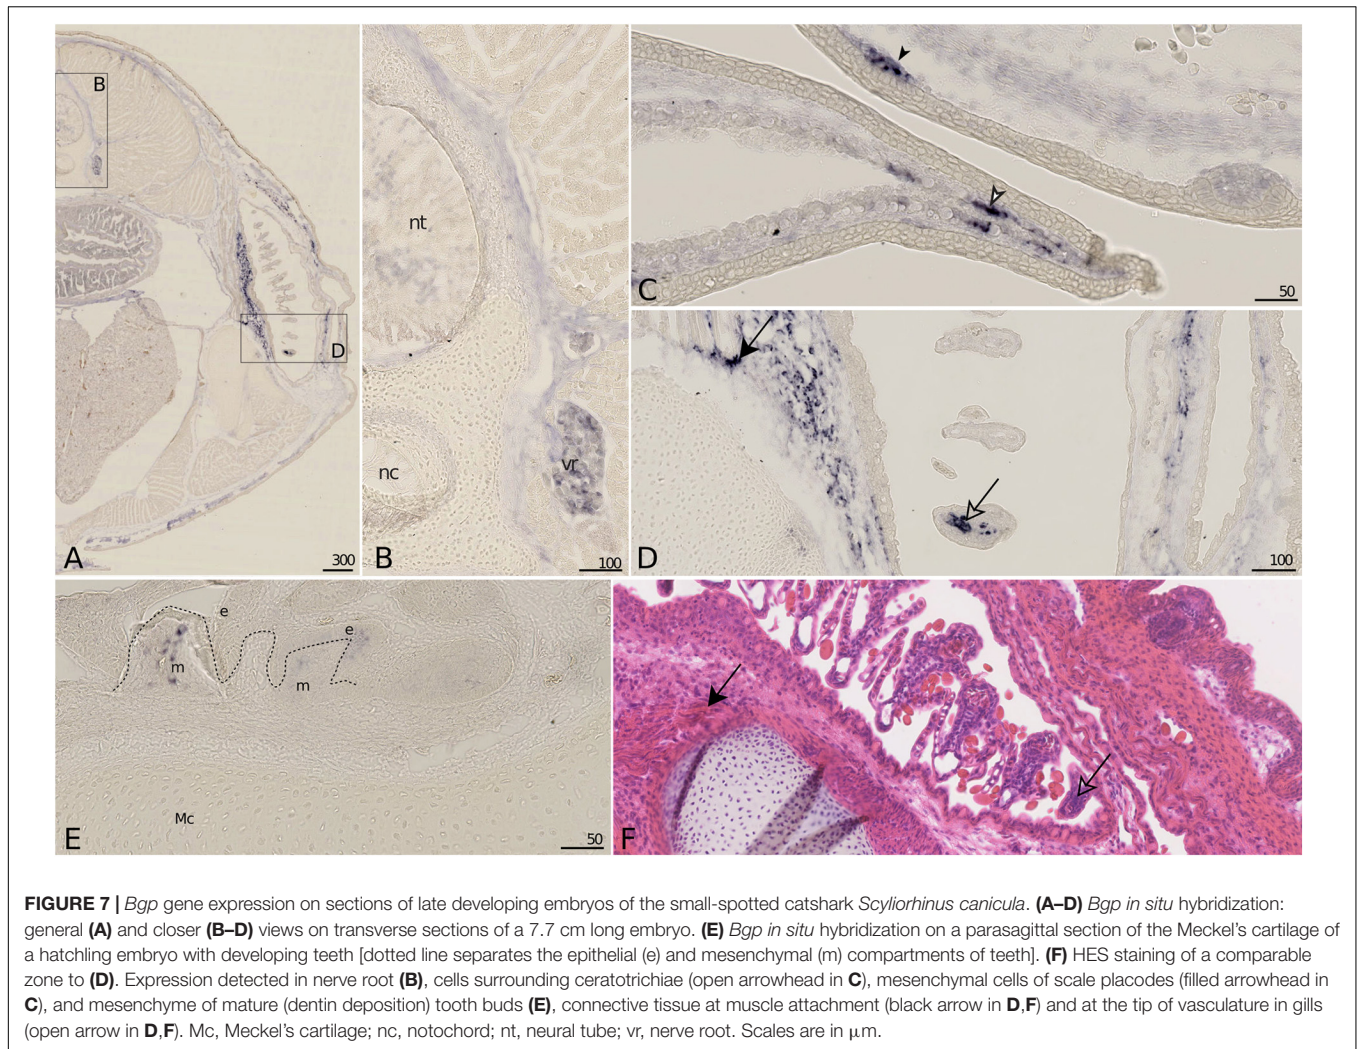 B
D
A
300
nt
nc
vr
B
100
C
50
D
100
e
e
m
m
Mc
E
50
F
FIGURE 7 | Bgp gene expression on sections of late developing embryos of the small-spotted catshark Scyliorhinus canicula. (A–D) Bgp in situ hybridization:
general (A) and closer (B–D) views on transverse sections of a 7.7 cm long embryo. (E) Bgp in situ hybridization on a parasagittal section of the Meckel's cartilage of
a hatchling embryo with developing teeth [dotted line separates the epithelial (e) and mesenchymal (m) compartments of teeth]. (F) HES staining of a comparable
zone to (D). Expression detected in nerve root (B), cells surrounding ceratotrichiae (open arrowhead in C), mesenchymal cells of scale placodes (filled arrowhead in
C), and mesenchyme of mature (dentin deposition) tooth buds (E), connective tissue at muscle attachment (black arrow in D,F) and at the tip of vasculature in gills
(open arrow in D,F). Mc, Meckel's cartilage; nc, notochord; nt, neural tube; vr, nerve root. Scales are in μm.